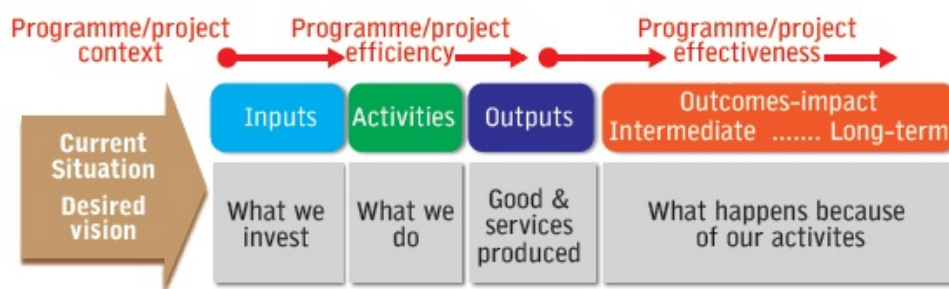 Programme/project
context
Programme/project
efficiency
Programme/project
effectiveness
Current
Situation
Desired
vision
Inputs
Activities
Outputs
Outcomes-impact
Intermediate ....... Long-term
What we
invest
What we
do
Good &
services
produced
What happens because
of our activites